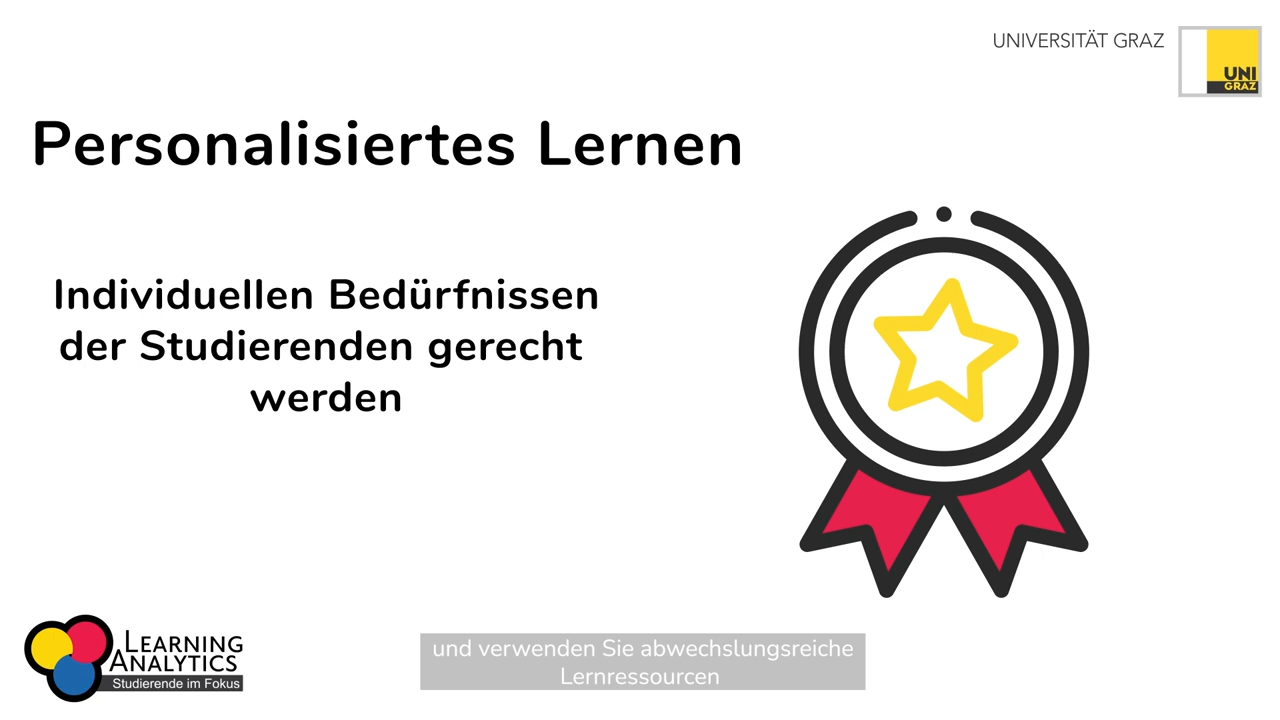 UNIVERSITÄT GRAZ
UNI
GRAZ
Personalisiertes Lernen
Individuellen Bedürfnissen
der Studierenden gerecht
werden
LEARNING
ANALYTICS
Studierende im Fokus
und verwenden Sie abwechslungsreiche
Lernressourcen